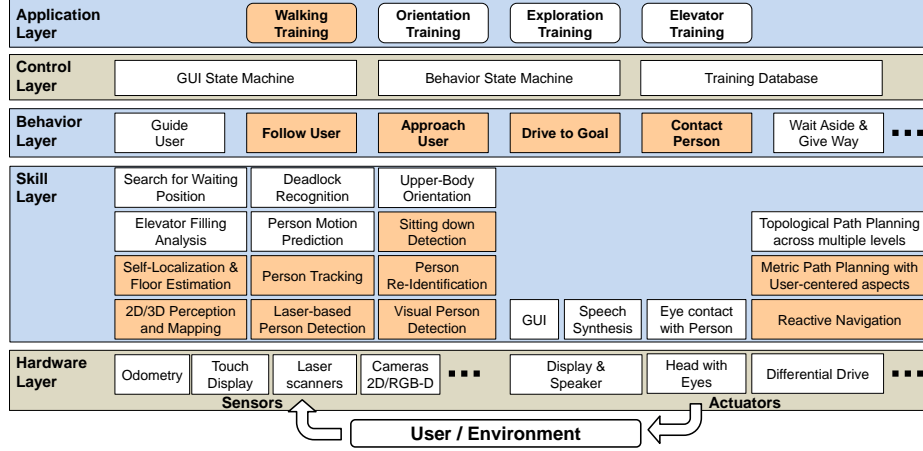 Application
Layer
Walking
Training
Orientation
Training
Exploration
Training
Elevator
Training
Control
Layer
GUI State Machine
Behavior State Machine
Training Database
Behavior
Layer
Guide
User
Follow User
Approach
User
Drive to Goal
Contact
Person
Wait Aside &
Give Way
Skill
Layer
Search for Waiting
Position
Deadlock
Recognition
Upper-Body
Orientation
Elevator Filling
Analysis
Person Motion
Prediction
Sitting down
Detection
Topological Path Planning
across multiple levels
Self-Localization &
Floor Estimation
Person Tracking
Person
Re-Identification
Metric Path Planning with
User-centered aspects
2D/3D Perception
and Mapping
Laser-based
Person Detection
Visual Person
Detection
GUI
Speech
Synthesis
Eye contact
with Person
Reactive Navigation
Hardware
Layer
Odometry
Touch
Display
Laser
scanners
Cameras
2D/RGB-D
Display &
Speaker
Head with
Eyes
Differential Drive
Sensors
Actuators
User / Environment